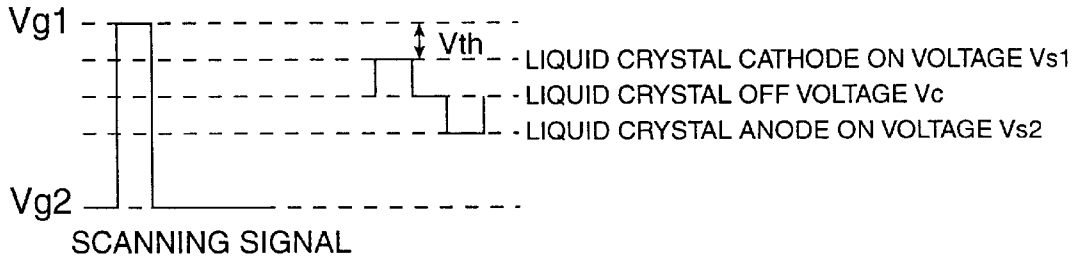 Vg1
Vth
LIQUID CRYSTAL CATHODE ON VOLTAGE Vs1
LIQUID CRYSTAL OFF VOLTAGE Vc
LIQUID CRYSTAL ANODE ON VOLTAGE Vs2
Vg2
SCANNING SIGNAL